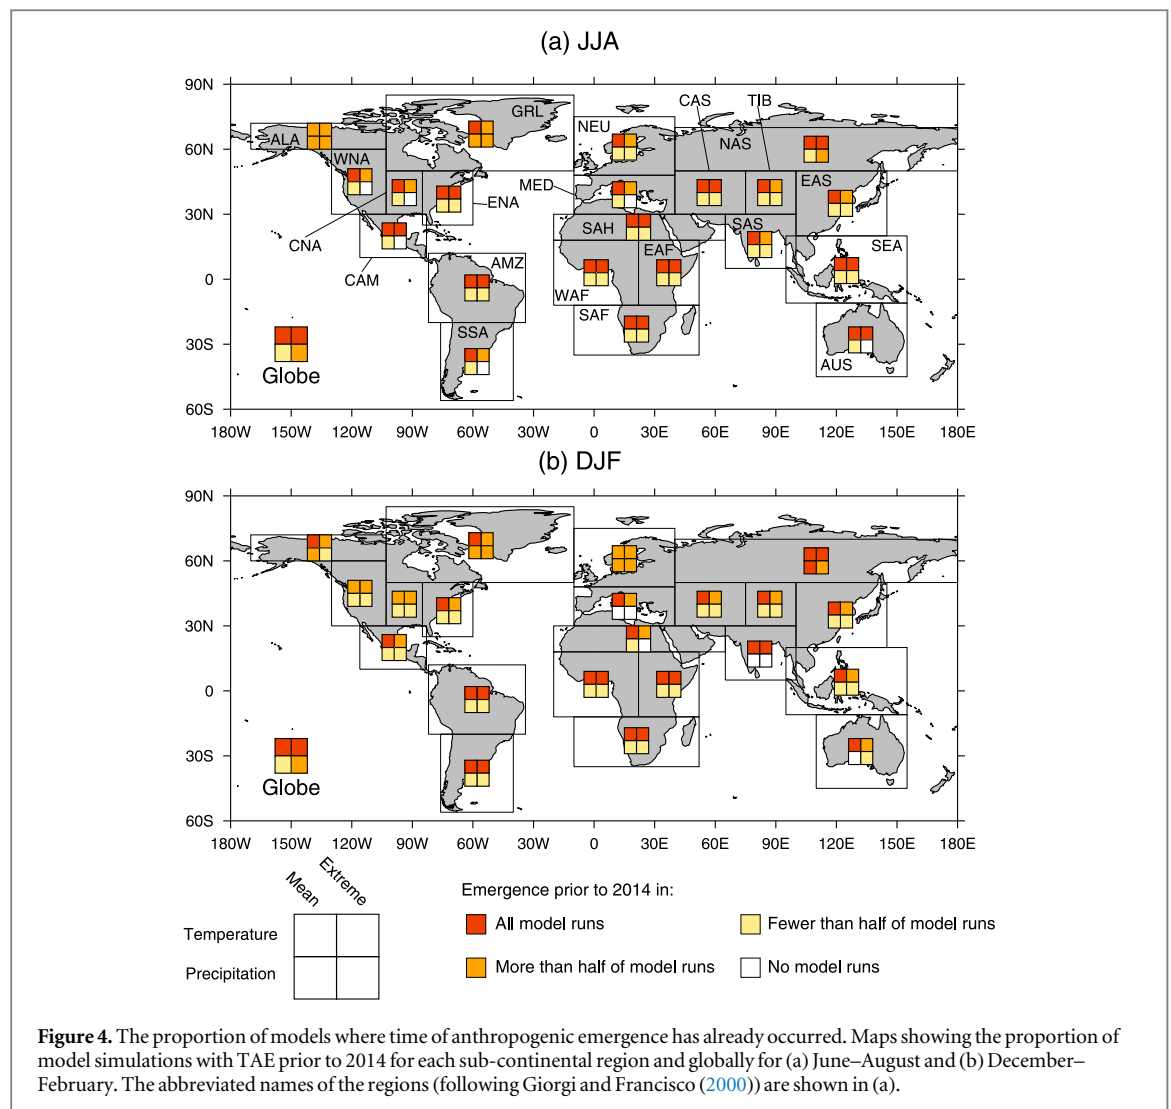 (a) JJA
90N
60N
30N
0
30S
60S
ALA
GRL
WNA
NEU
CAS
TIB
NAS
MED
EAS
ENA
CNA
CAM
SAH
SAS
SEA
EAF
AMZ
WAF
SAF
SSA
AUS
Globe
180W 150W 120W 90W 60W 30W 0 30E 60E 90E 120E 150E 180E
(b) DJF
90N
60N
30N
0
30S
60S
Globe
180W 150W 120W 90W 60W 30W 0 30E 60E 90E 120E 150E 180E
Mean
Extreme
Temperature
Precipitation
Emergence prior to 2014 in:
All model runs
Fewer than half of model runs
More than half of model runs
No model runs
Figure 4. The proportion of models where time of anthropogenic emergence has already occurred. Maps showing the proportion of
model simulations with TAE prior to 2014 for each sub-continental region and globally for (a) June–August and (b) December–
February. The abbreviated names of the regions (following Giorgi and Francisco (2000)) are shown in (a).